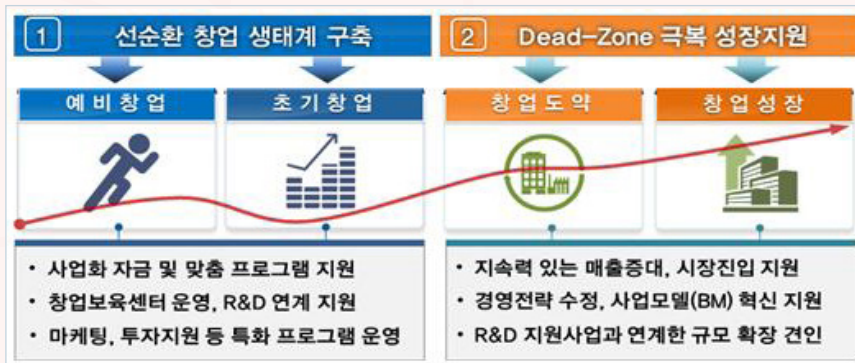 1 선순환 창업 생태계 구축
2 Dead-Zone 극복 성장지원
예비창업
초기창업
창업도약
창업성장
• 사업화 자금 및 맞춤 프로그램 지원
• 창업보육센터 운영, R&D 연계 지원
• 마케팅, 투자지원 등 특화 프로그램 운영
• 지속력 있는 매출증대, 시장진입 지원
• 경영전략 수정, 사업모델(BM) 혁신 지원
• R&D 지원사업과 연계한 규모 확장 견인